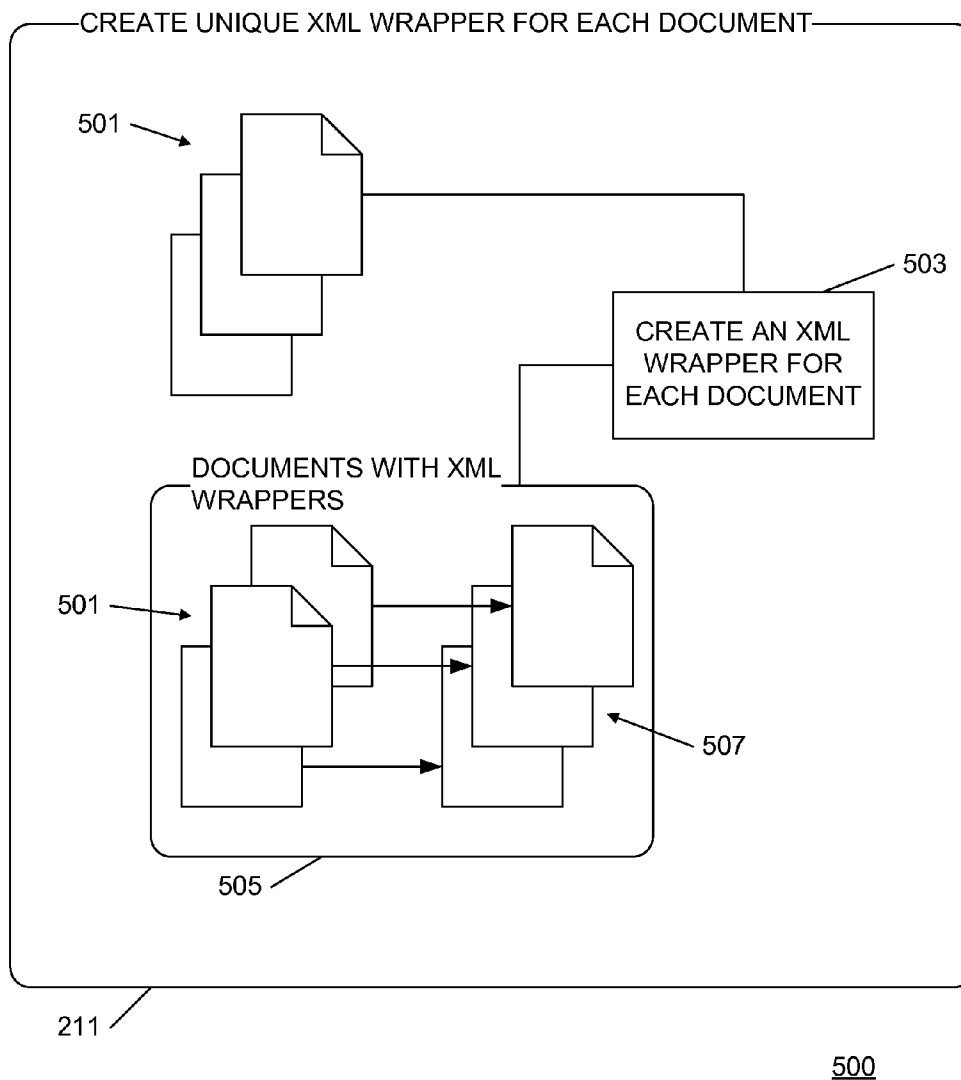 CREATE UNIQUE XML WRAPPER FOR EACH DOCUMENT
501
503
CREATE AN XML
WRAPPER FOR
EACH DOCUMENT
DOCUMENTS WITH XML
WRAPPERS
501
507
505
211
500